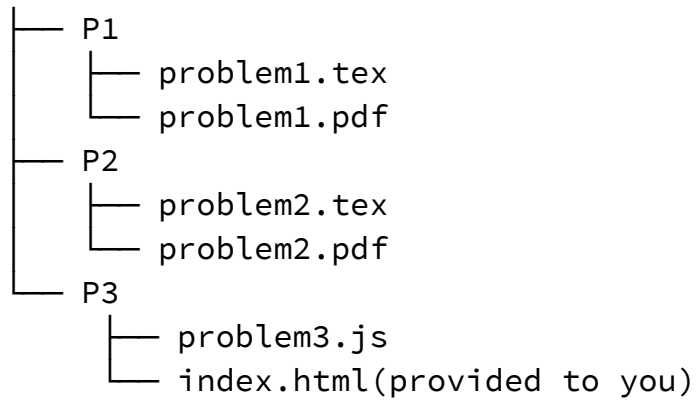 ├── P1
│   ├── problem1.tex
│   └── problem1.pdf
├── P2
│   ├── problem2.tex
│   └── problem2.pdf
└── P3
    ├── problem3.js
    └── index.html(provided to you)